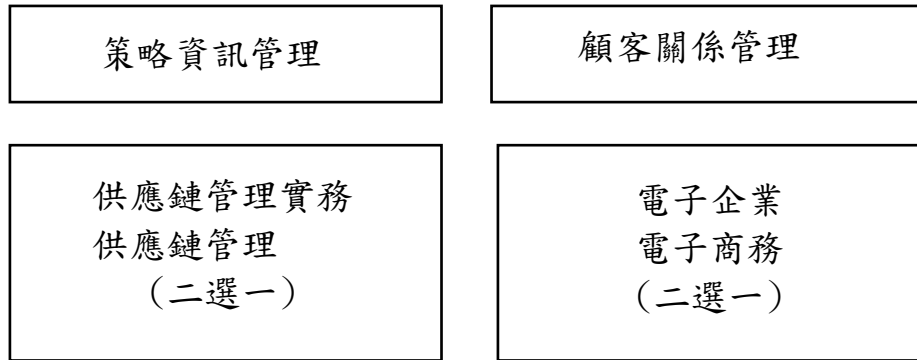 策略資訊管理
顧客關係管理
供應鏈管理實務
供應鏈管理
（二選一）
電子企業
電子商務
（二選一）